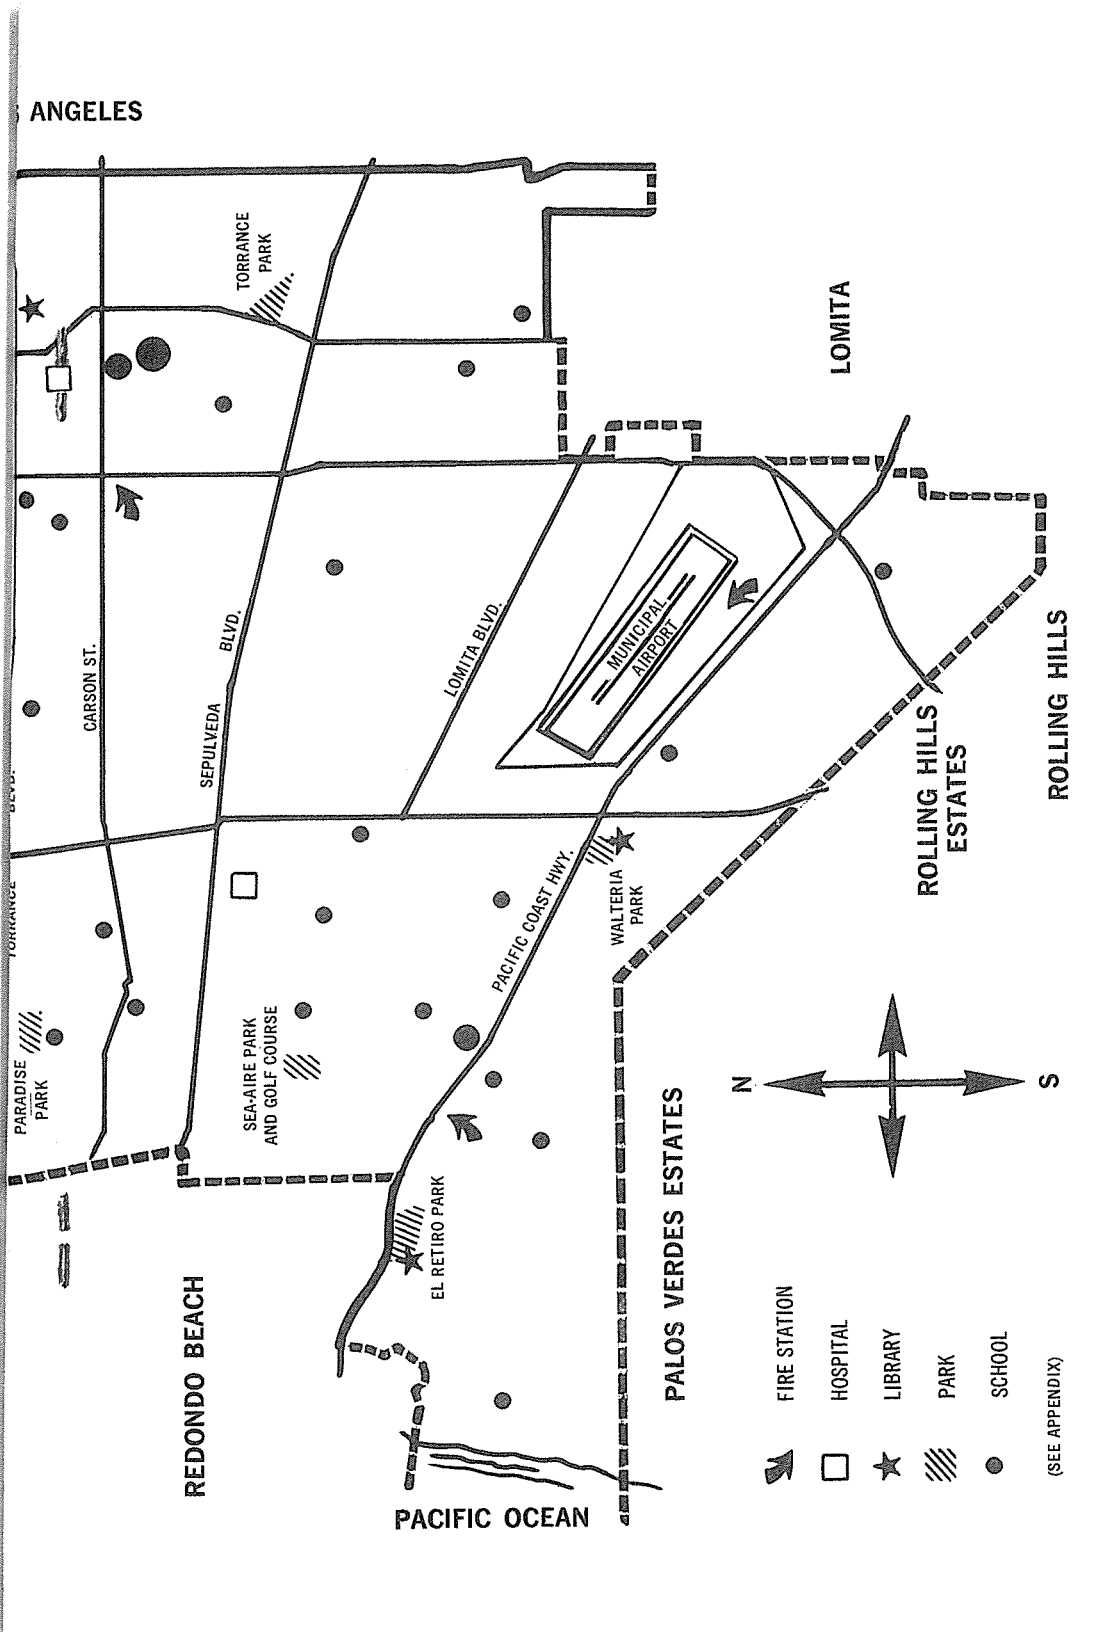 ANGELES
TORRANCE BLVD.
PARADISE
PARK
CARSON ST.
TORRANCE
PARK
SEPULVEDA BLVD.
SEA-AIRE PARK
AND GOLF COURSE
REDONDO BEACH
LOMITA BLVD.
EL RETIRO PARK
PACIFIC COAST HWY.
MUNICIPAL
AIRPORT
WALTERIA
PARK
PACIFIC OCEAN
PALOS VERDES ESTATES
LOMITA
ROLLING HILLS
ESTATES
ROLLING HILLS
N
S
FIRE STATION
HOSPITAL
LIBRARY
PARK
SCHOOL
(SEE APPENDIX)